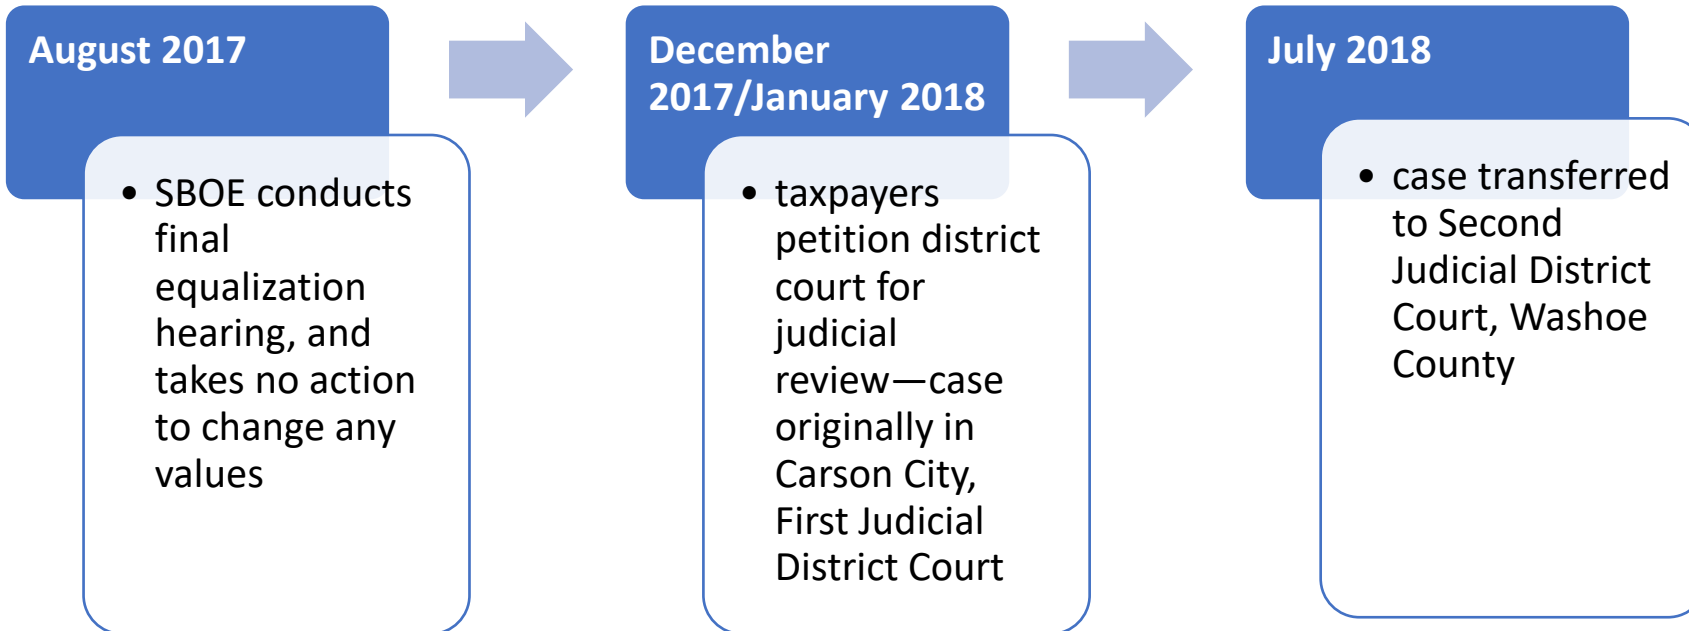 August 2017
• SBOE conducts
final
equalization
hearing, and
takes no action
to change any
values
December
2017/January 2018
• taxpayers
petition district
court for
judicial
review—case
originally in
Carson City,
First Judicial
District Court
July 2018
• case transferred
to Second
Judicial District
Court, Washoe
County